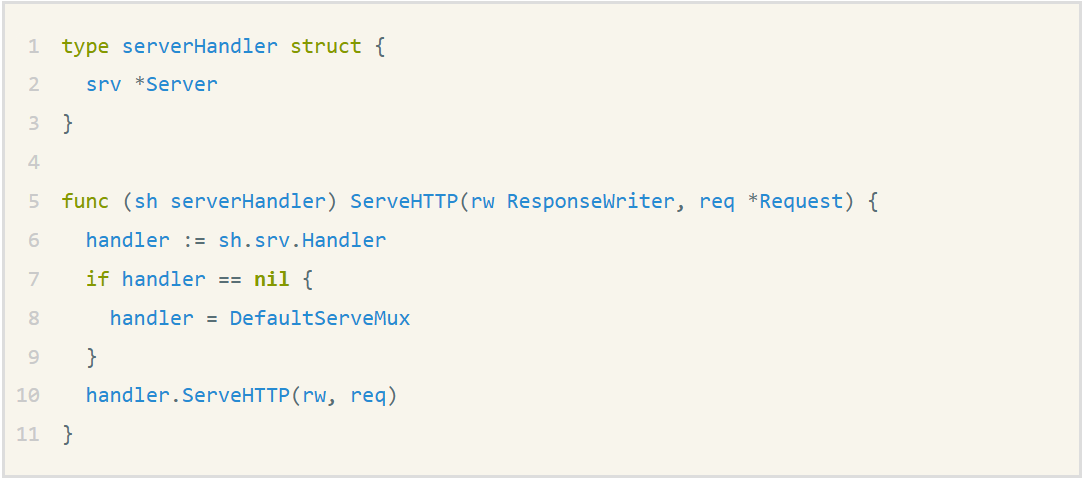 1 type serverHandler struct {
2   srv *Server
3 }
4
5 func (sh serverHandler) ServeHTTP(rw ResponseWriter, req *Request) {
6   handler := sh.srv.Handler
7   if handler == nil {
8     handler = DefaultServeMux
9   }
10   handler.ServeHTTP(rw, req)
11 }